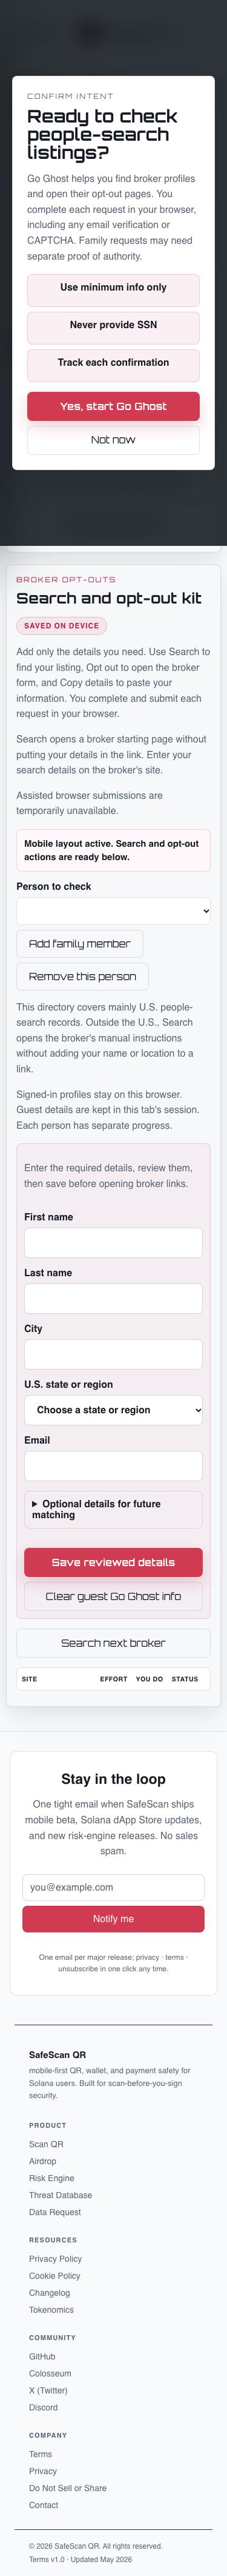 CONFIRM INTENT
Ready to check
people-search
listings?
Go Ghost helps you find broker profiles
and open their opt-out pages. You
complete each request in your browser,
including any email verification or
CAPTCHA. Family requests may need
separate proof of authority.
Use minimum info only
Never provide SSN
Track each confirmation
Yes, start Go Ghost
Not now
BROKER OPT-OUTS
Search and opt-out kit
SAVED ON DEVICE
Add only the details you need. Use Search to
find your listing, Opt out to open the broker
form, and Copy details to paste your
information. You complete and submit each
request in your browser.
Search opens a broker starting page without
putting your details in the link. Enter your
search details on the broker's site.
Assisted browser submissions are
temporarily unavailable.
Mobile layout active. Search and opt-out
actions are ready below.
Person to check
Add family member
Remove this person
This directory covers mainly U.S. people-
search records. Outside the U.S., Search
opens the broker's manual instructions
without adding your name or location to a
link.
Signed-in profiles stay on this browser.
Guest details are kept in this tab's session.
Each person has separate progress.
Enter the required details, review them,
then save before opening broker links.
First name
Last name
City
U.S. state or region
Choose a state or region
Email
Optional details for future
matching
Save reviewed details
Clear guest Go Ghost info
Search next broker
SITE EFFORT YOU DO STATUS
Stay in the loop
One tight email when SafeScan ships
mobile beta, Solana dApp Store updates,
and new risk-engine releases. No sales
spam.
you@example.com
Notify me
One email per major release; privacy · terms ·
unsubscribe in one click any time.
SafeScan QR
mobile-first QR, wallet, and payment safety for
Solana users. Built for scan-before-you-sign
security.
PRODUCT
Scan QR
Airdrop
Risk Engine
Threat Database
Data Request
RESOURCES
Privacy Policy
Cookie Policy
Changelog
Tokenomics
COMMUNITY
GitHub
Colosseum
X (Twitter)
Discord
COMPANY
Terms
Privacy
Do Not Sell or Share
Contact
© 2026 SafeScan QR. All rights reserved.
Terms v1.0 · Updated May 2026